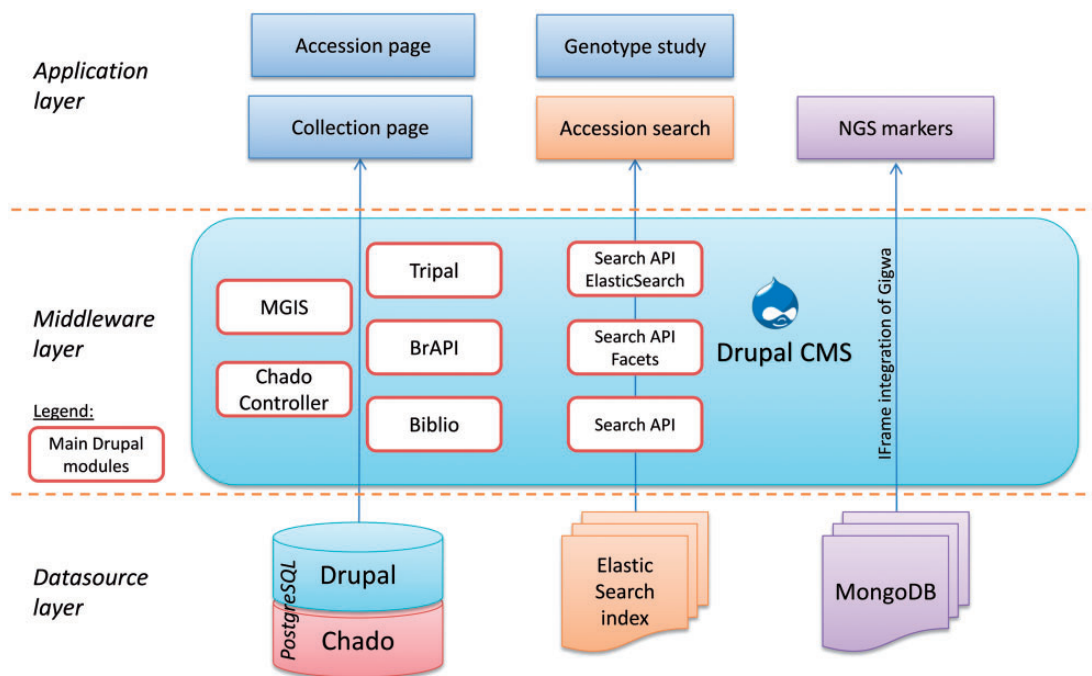 Application
layer
Accession page
Genotype study
Collection page
Accession search
NGS markers
Middleware
layer
Legend:
Main Drupal
modules
MGIS
Chado
Controller
Tripal
BrAPI
Biblio
Search API
ElasticSearch
Search API
Facets
Search API
Drupal CMS
IFrame integration of Gigwa
Datasource
layer
PostgreSQL
Drupal
Chado
Elastic
Search
index
MongoDB